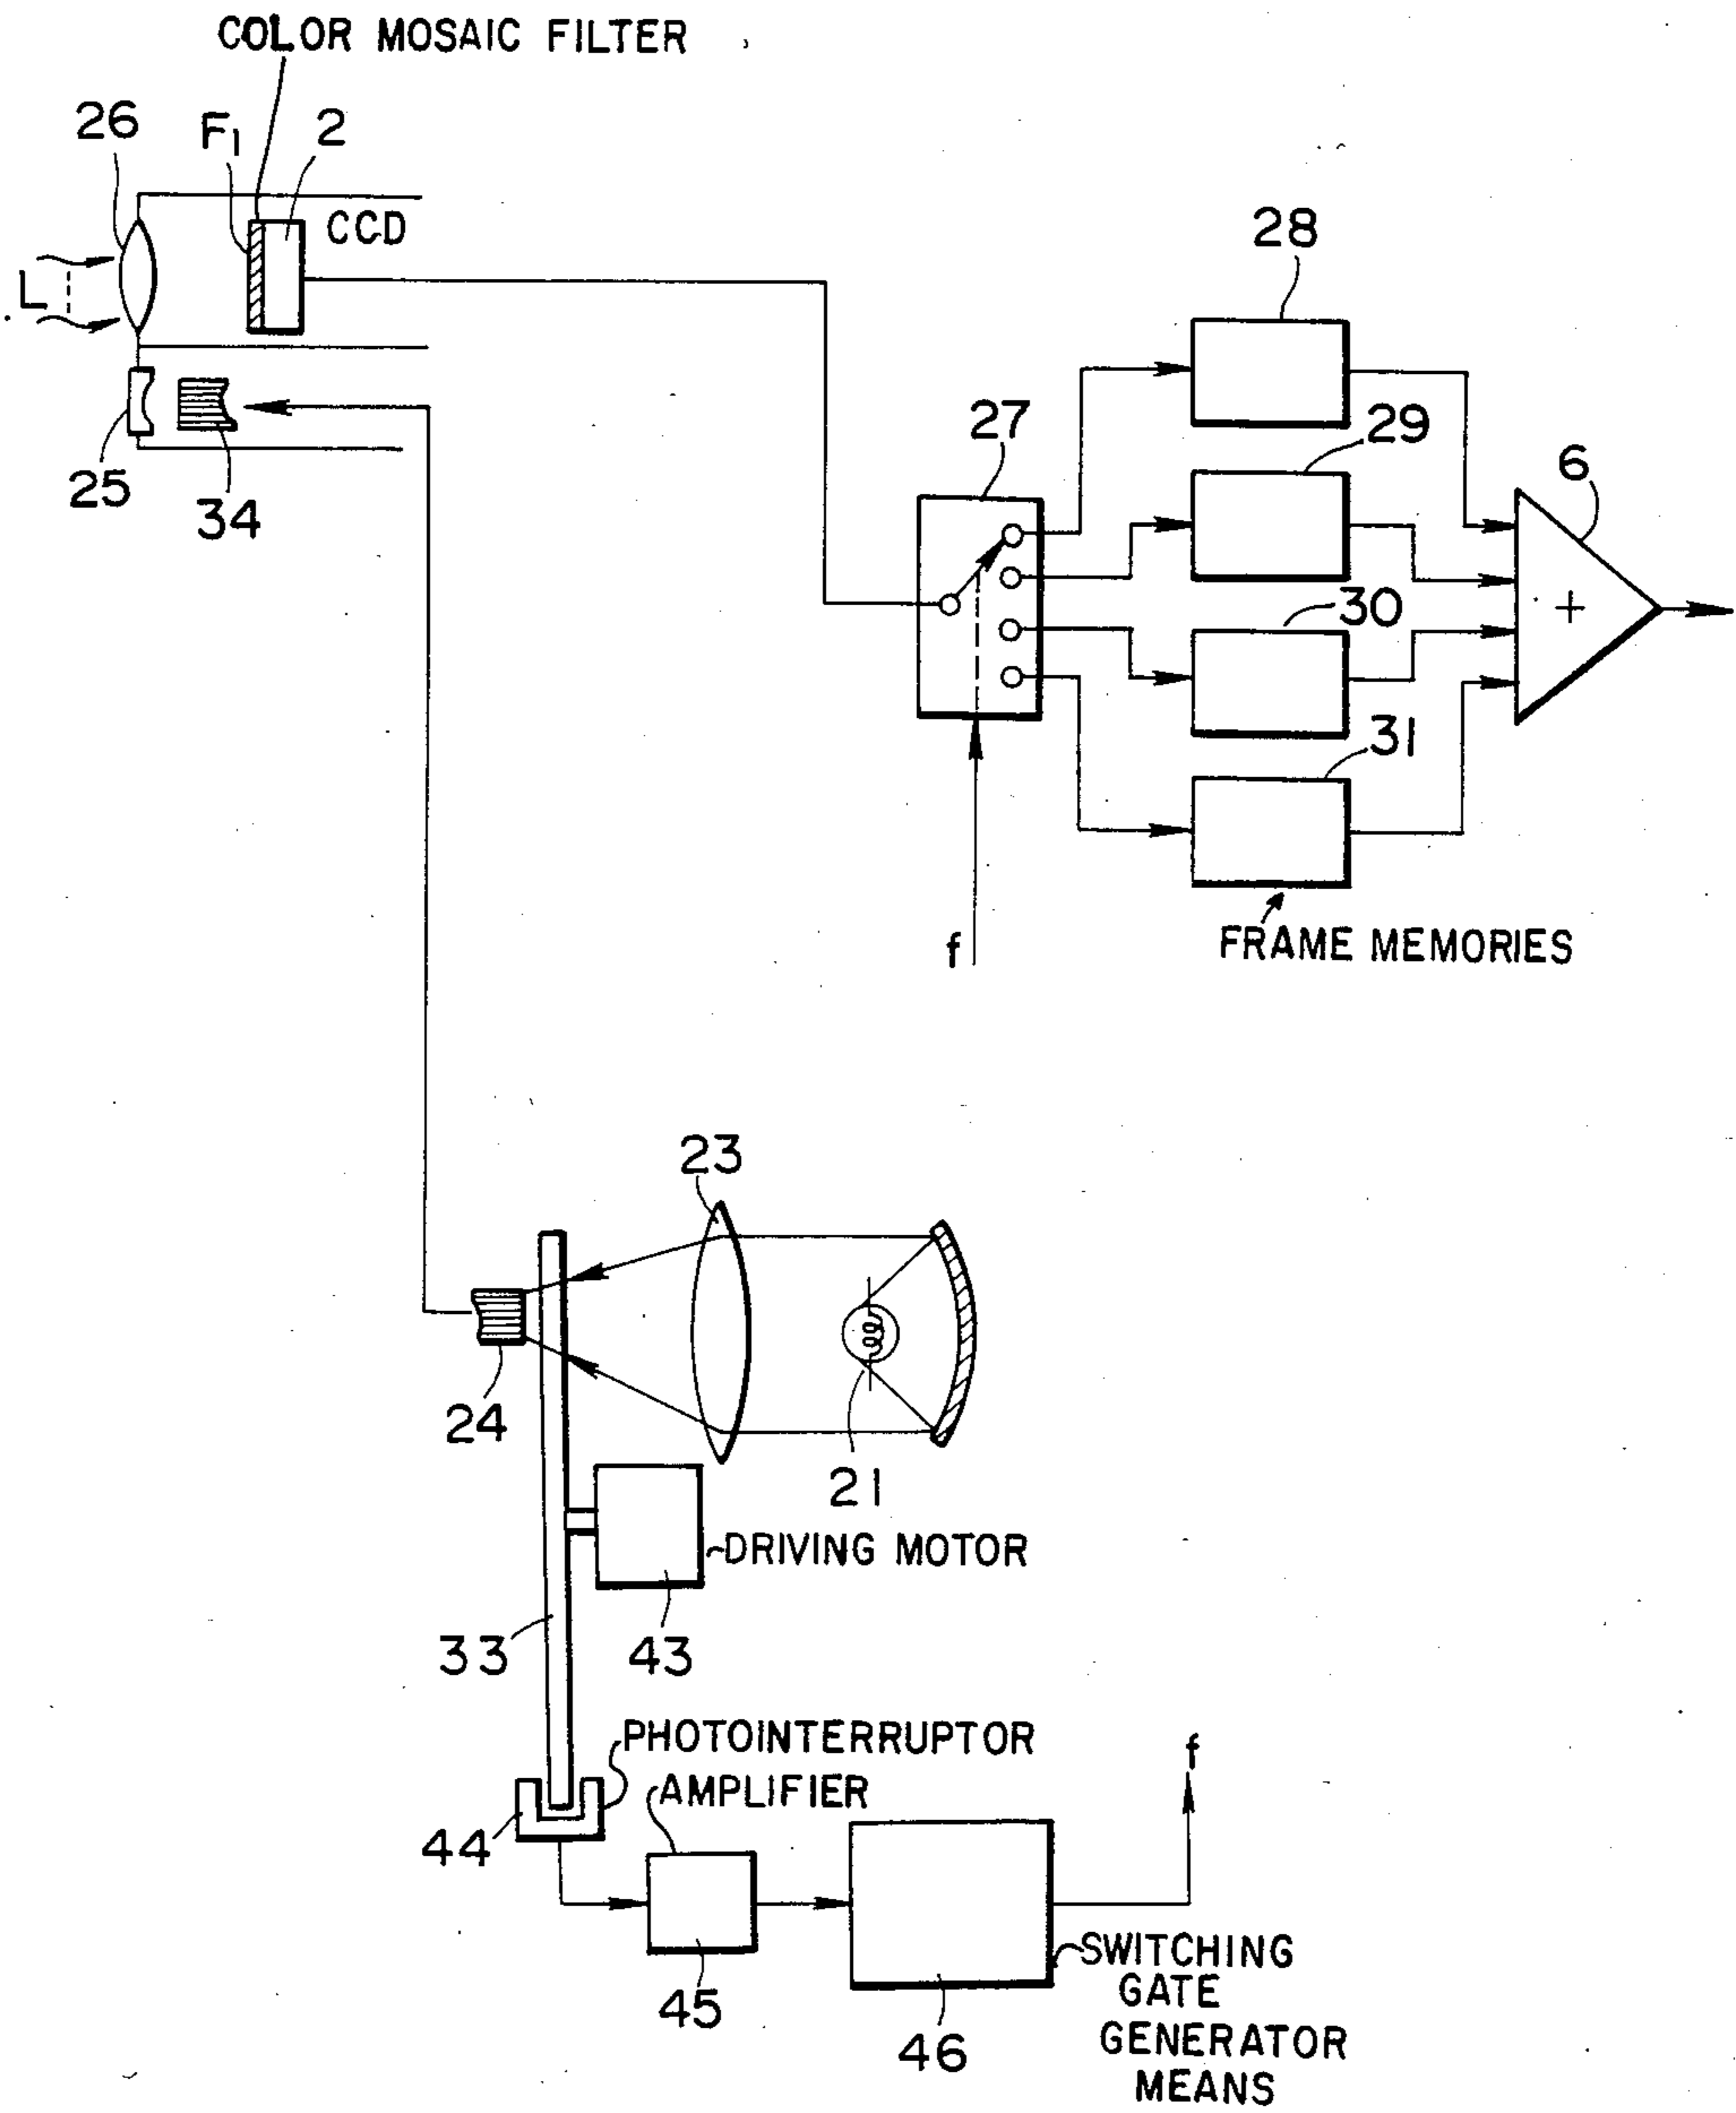 COLOR MOSAIC FILTER
26
F1
2
CCD
L
25
34
28
27
29
6
30
+
31
f
FRAME MEMORIES
23
24
21
DRIVING MOTOR
33
43
PHOTOINTERRUPTOR
AMPLIFIER
f
44
45
46
SWITCHING
GATE
GENERATOR
MEANS